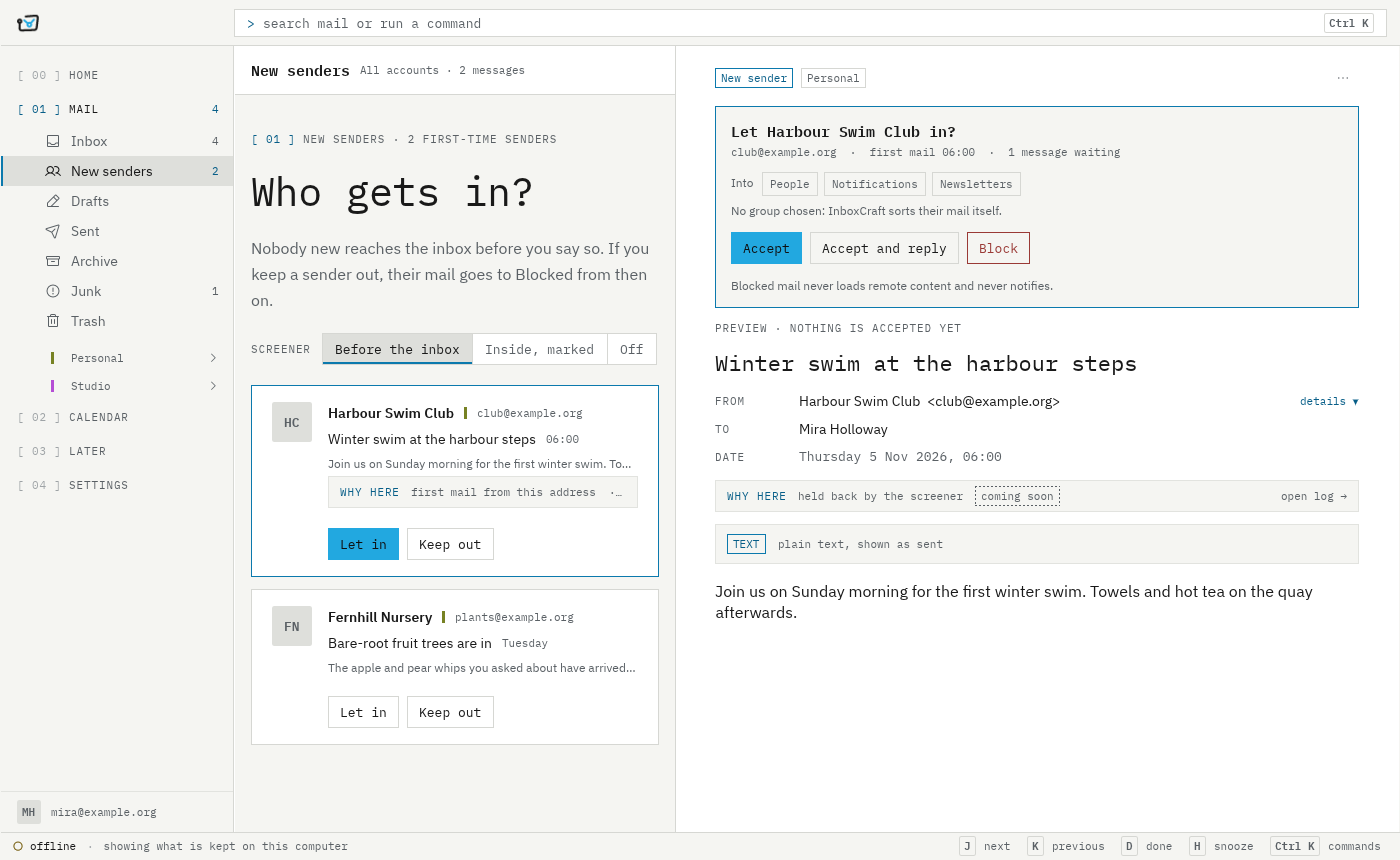 > search mail or run a command Ctrl K
[ 00 ] HOME
[ 01 ] MAIL 4
Inbox 4
New senders 2
Drafts
Sent
Archive
Junk 1
Trash
Personal
Studio
[ 02 ] CALENDAR
[ 03 ] LATER
[ 04 ] SETTINGS
MH mira@example.org
New senders All accounts · 2 messages
[ 01 ] NEW SENDERS · 2 FIRST-TIME SENDERS
Who gets in?
Nobody new reaches the inbox before you say so. If you
keep a sender out, their mail goes to Blocked from then
on.
SCREENER Before the inbox Inside, marked Off
HC Harbour Swim Club club@example.org
Winter swim at the harbour steps 06:00
Join us on Sunday morning for the first winter swim. To…
WHY HERE first mail from this address ·…
Let in Keep out
FN Fernhill Nursery plants@example.org
Bare-root fruit trees are in Tuesday
The apple and pear whips you asked about have arrived…
Let in Keep out
New sender Personal ···
Let Harbour Swim Club in?
club@example.org · first mail 06:00 · 1 message waiting
Into People Notifications Newsletters
No group chosen: InboxCraft sorts their mail itself.
Accept Accept and reply Block
Blocked mail never loads remote content and never notifies.
PREVIEW · NOTHING IS ACCEPTED YET
Winter swim at the harbour steps
FROM Harbour Swim Club <club@example.org> details ▾
TO Mira Holloway
DATE Thursday 5 Nov 2026, 06:00
WHY HERE held back by the screener coming soon open log →
TEXT plain text, shown as sent
Join us on Sunday morning for the first winter swim. Towels and hot tea on the quay
afterwards.
offline · showing what is kept on this computer
J next K previous D done H snooze Ctrl K commands